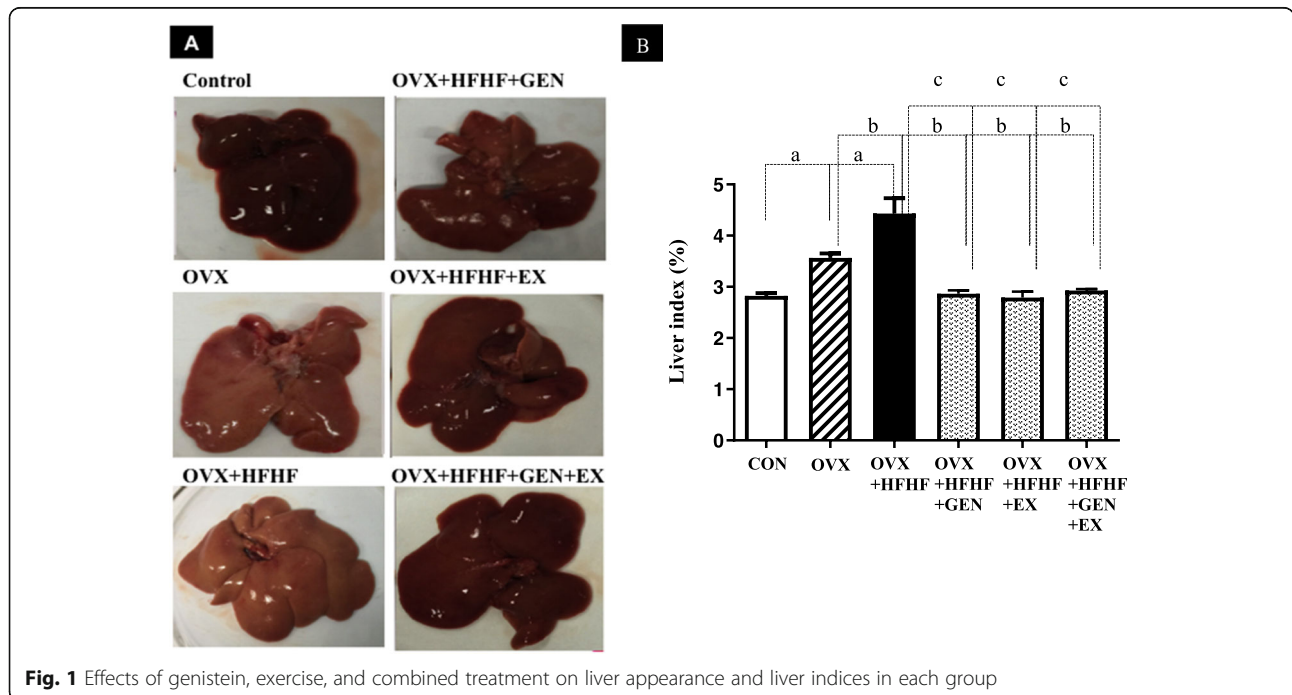 A
Control
OVX+HFHF+GEN
OVX
OVX+HFHF+EX
OVX+HFHF
OVX+HFHF+GEN+EX
B
c c c
b b b b
a a
5
4
3
2
1
0
Liver index (%)
CON
OVX
OVX
+HFHF
OVX
+HFHF
+GEN
OVX
+HFHF
+EX
OVX
+HFHF
+GEN
+EX
Fig. 1 Effects of genistein, exercise, and combined treatment on liver appearance and liver indices in each group